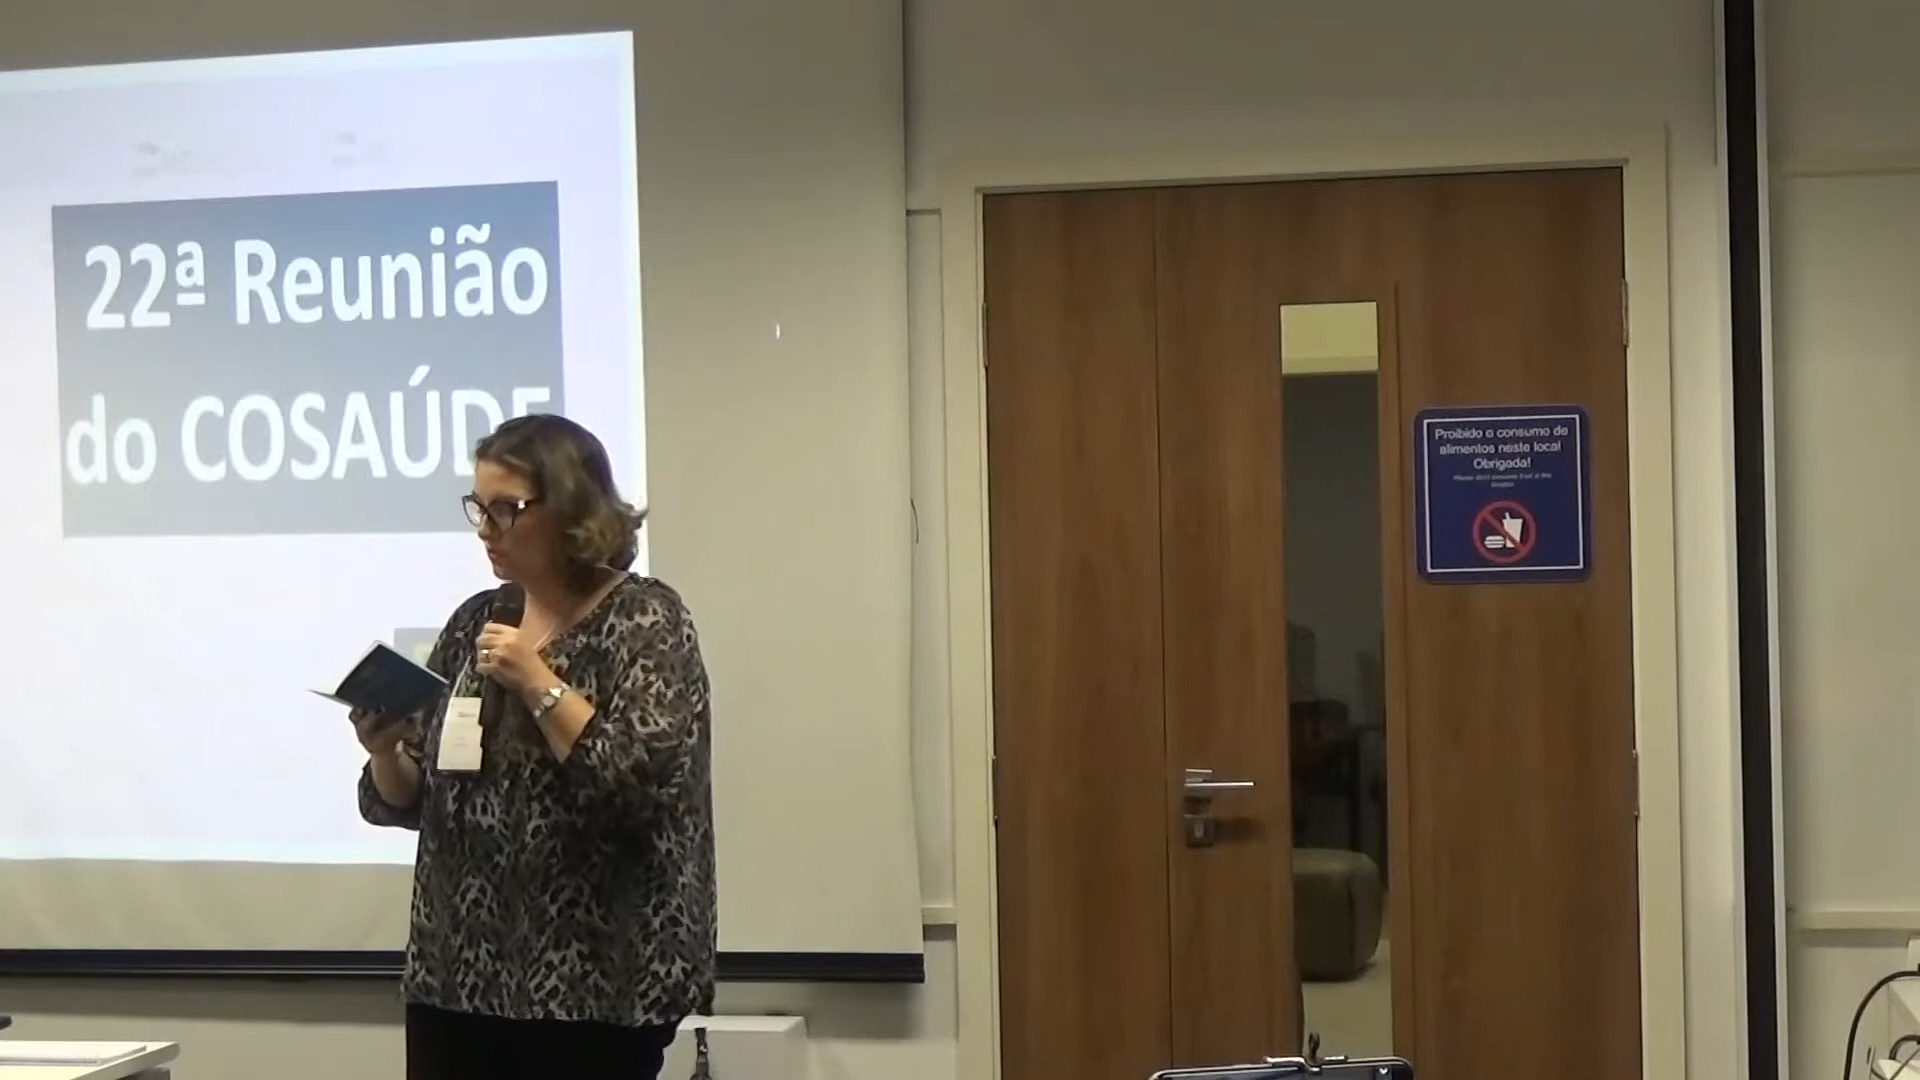 22ª Reunião
do COSAÚDE
Proibido o consumo de
alimentos neste local
Obrigada!